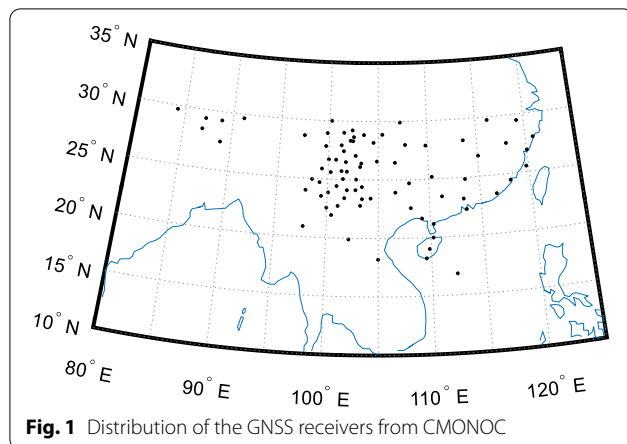 35° N
30° N
25° N
20° N
15° N
10° N
80° E
90° E
100° E
110° E
120° E
Fig. 1 Distribution of the GNSS receivers from CMONOC